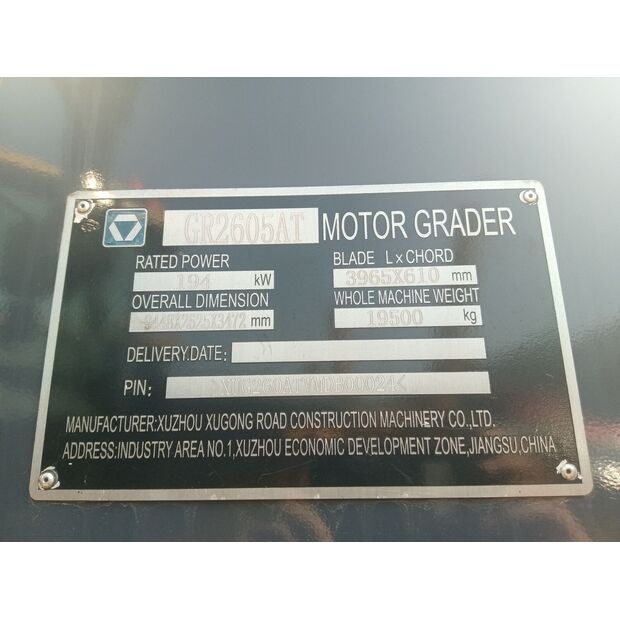 GR2605AT MOTOR GRADER
RATED POWER BLADE L x CHORD
194 kW 3965X610 mm
OVERALL DIMENSION WHOLE MACHINE WEIGHT
mm 19500 kg
DELIVERY.DATE:
PIN:
MANUFACTURER:XUZHOU XUGONG ROAD CONSTRUCTION MACHINERY CO.,LTD.
ADDRESS:INDUSTRY AREA NO.1,XUZHOU ECONOMIC DEVELOPMENT ZONE,JIANGSU,CHINA